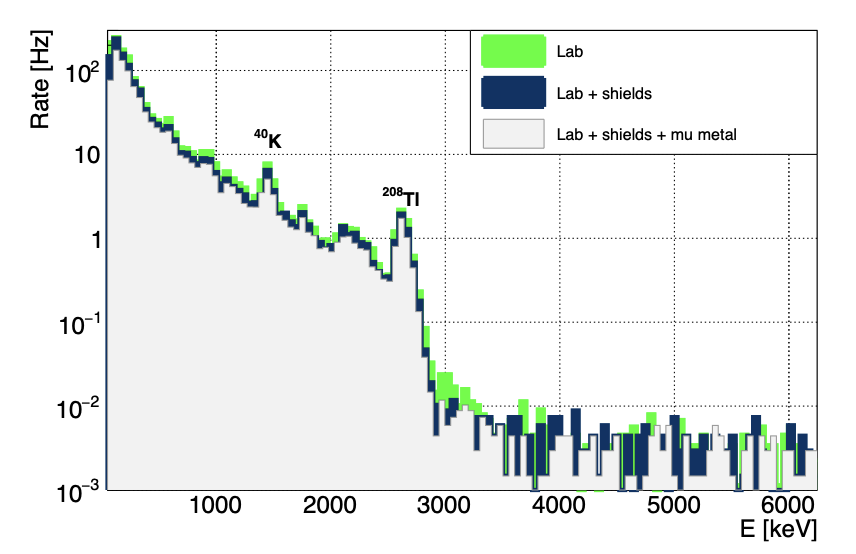 Rate [Hz]
10²
10
1
10⁻¹
10⁻²
10⁻³
⁴⁰K
²⁰⁸Tl
Lab
Lab + shields
Lab + shields + mu metal
1000 2000 3000 4000 5000 6000
E [keV]